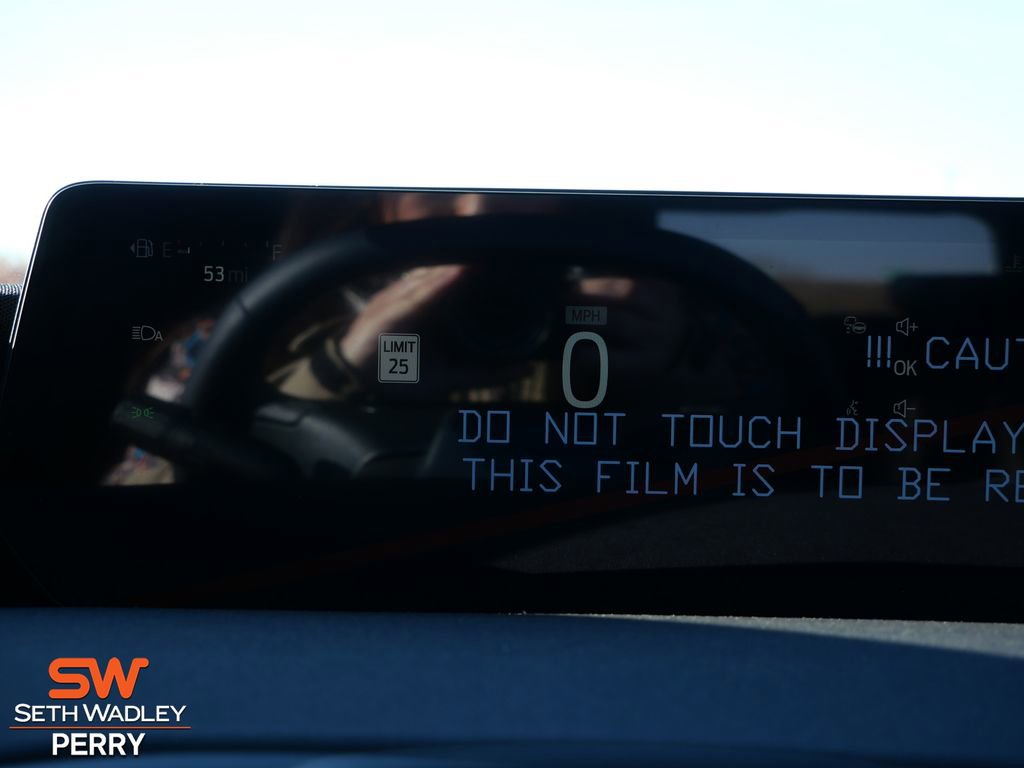 E F
53 mi
A
LIMIT
25
MPH
0
+
!!! CAUT
OK
DO NOT TOUCH DISPLAY
THIS FILM IS TO BE RE
SW
SETH WADLEY
PERRY